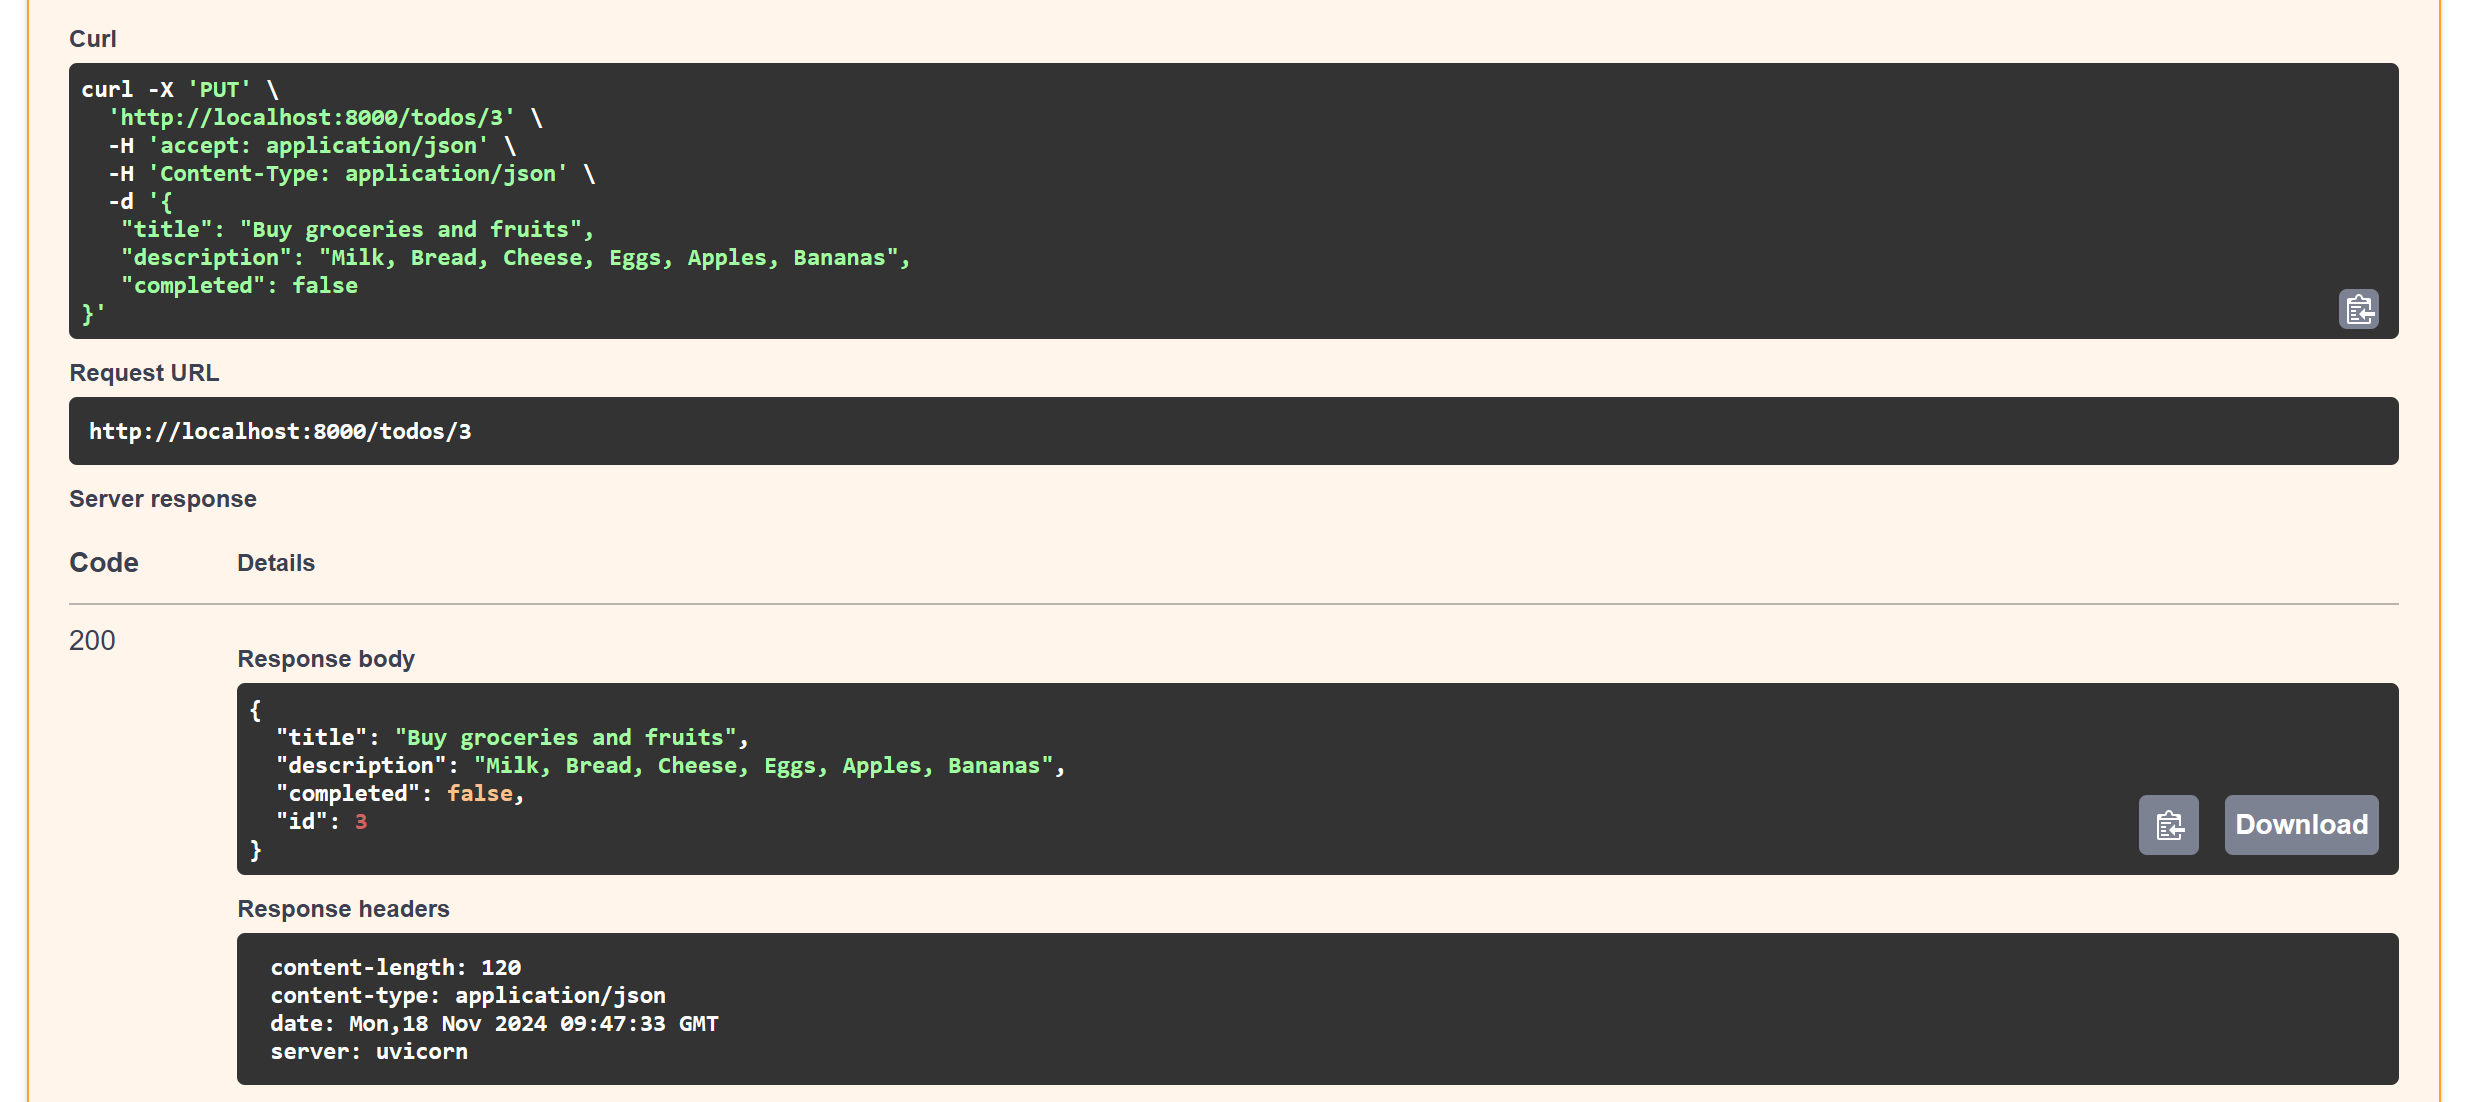 Curl
curl -X 'PUT' \
  'http://localhost:8000/todos/3' \
  -H 'accept: application/json' \
  -H 'Content-Type: application/json' \
  -d '{
   "title": "Buy groceries and fruits",
   "description": "Milk, Bread, Cheese, Eggs, Apples, Bananas",
   "completed": false
}'
Request URL
http://localhost:8000/todos/3
Server response
Code Details
200
Response body
{
  "title": "Buy groceries and fruits",
  "description": "Milk, Bread, Cheese, Eggs, Apples, Bananas",
  "completed": false,
  "id": 3
}
Download
Response headers
content-length: 120
content-type: application/json
date: Mon,18 Nov 2024 09:47:33 GMT
server: uvicorn